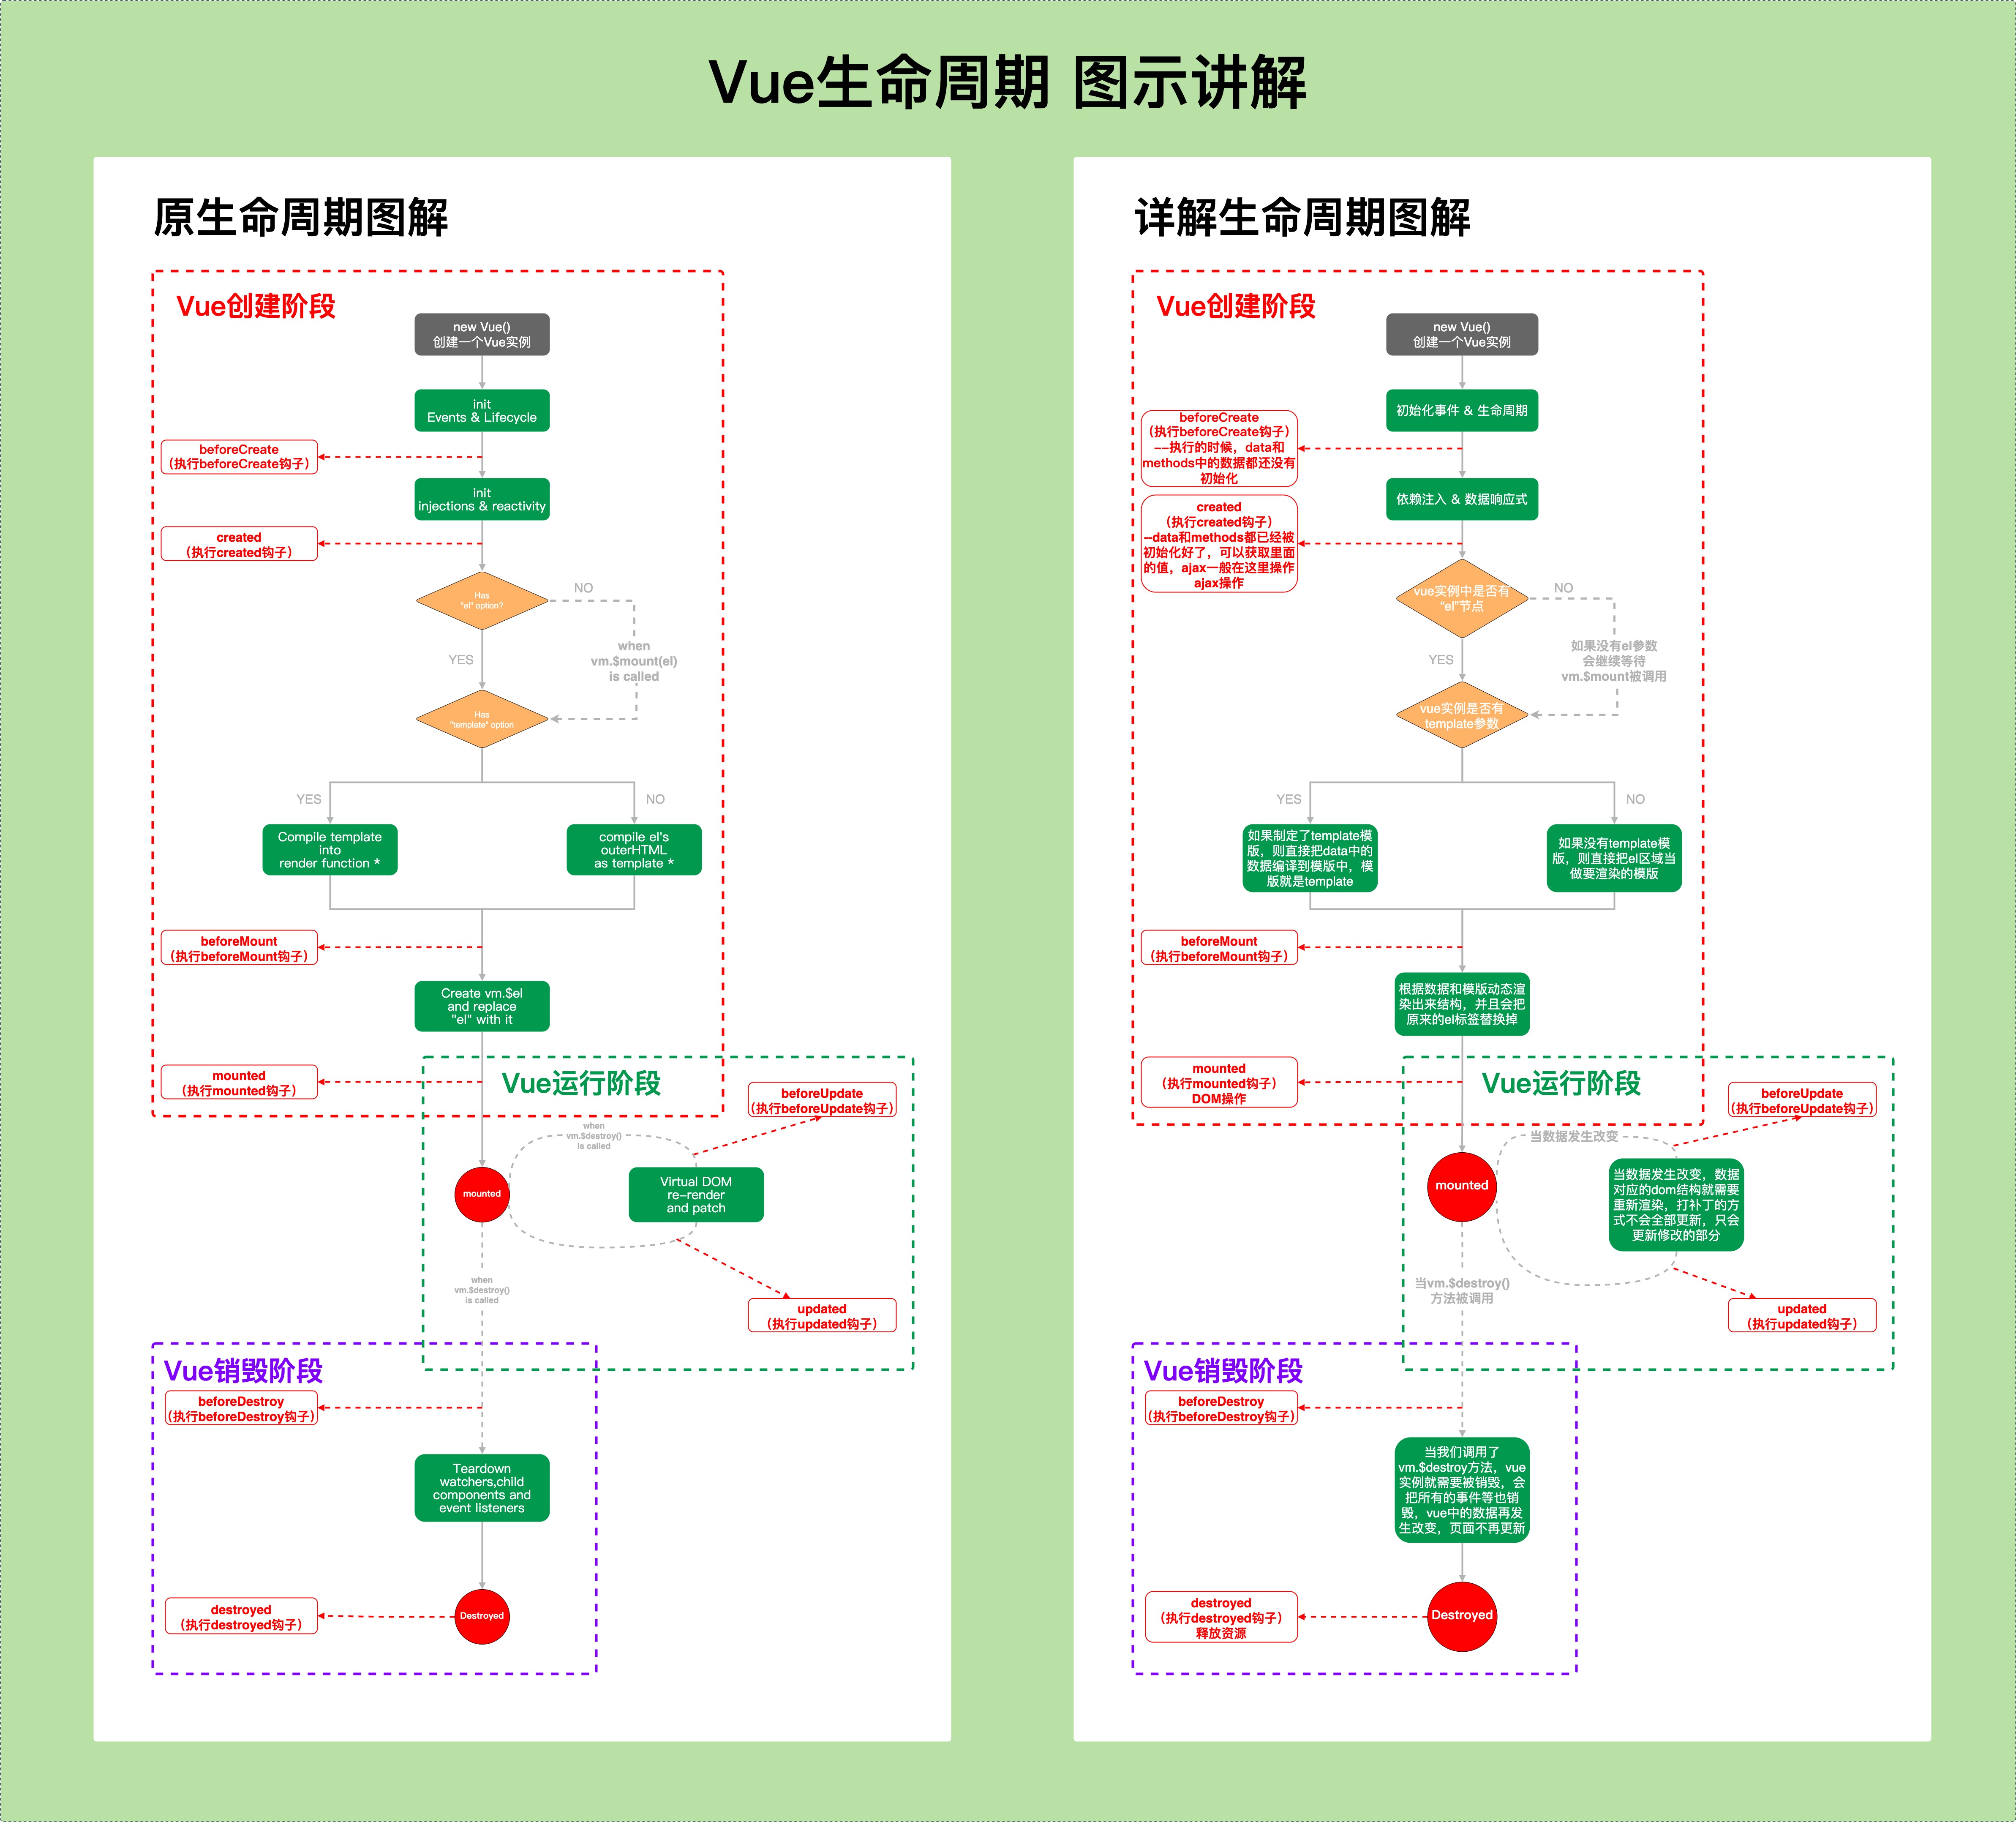 Vue生命周期 图示讲解
原生命周期图解
Vue创建阶段
new Vue()
创建一个Vue实例
init
Events & Lifecycle
beforeCreate
（执行beforeCreate钩子）
init
injections & reactivity
created
（执行created钩子）
Has
"el" option?
NO
YES
when
vm.$mount(el)
is called
Has
"template" option
YES
NO
Compile template
into
render function *
compile el's
outerHTML
as template *
beforeMount
（执行beforeMount钩子）
Create vm.$el
and replace
"el" with it
mounted
（执行mounted钩子）
Vue运行阶段
beforeUpdate
（执行beforeUpdate钩子）
when
vm.$destroy()
is called
mounted
Virtual DOM
re-render
and patch
when
vm.$destroy()
is called
updated
（执行updated钩子）
Vue销毁阶段
beforeDestroy
（执行beforeDestroy钩子）
Teardown
watchers,child
components and
event listeners
destroyed
（执行destroyed钩子）
Destroyed
详解生命周期图解
Vue创建阶段
new Vue()
创建一个Vue实例
初始化事件 & 生命周期
beforeCreate
（执行beforeCreate钩子）
--执行的时候，data和
methods中的数据都还没有
初始化
依赖注入 & 数据响应式
created
（执行created钩子）
--data和methods都已经被
初始化好了，可以获取里面
的值，ajax一般在这里操作
ajax操作
vue实例中是否有
“el”节点
NO
YES
如果没有el参数
会继续等待
vm.$mount被调用
vue实例是否有
template参数
YES
NO
如果制定了template模
版，则直接把data中的
数据编译到模版中，模
版就是template
如果没有template模
版，则直接把el区域当
做要渲染的模版
beforeMount
（执行beforeMount钩子）
根据数据和模版动态渲
染出来结构，并且会把
原来的el标签替换掉
mounted
（执行mounted钩子）
DOM操作
Vue运行阶段
beforeUpdate
（执行beforeUpdate钩子）
当数据发生改变
mounted
当数据发生改变，数据
对应的dom结构就需要
重新渲染，打补丁的方
式不会全部更新，只会
更新修改的部分
当vm.$destroy()
方法被调用
updated
（执行updated钩子）
Vue销毁阶段
beforeDestroy
（执行beforeDestroy钩子）
当我们调用了
vm.$destroy方法，vue
实例就需要被销毁，会
把所有的事件等也销
毁，vue中的数据再发
生改变，页面不再更新
destroyed
（执行destroyed钩子）
释放资源
Destroyed